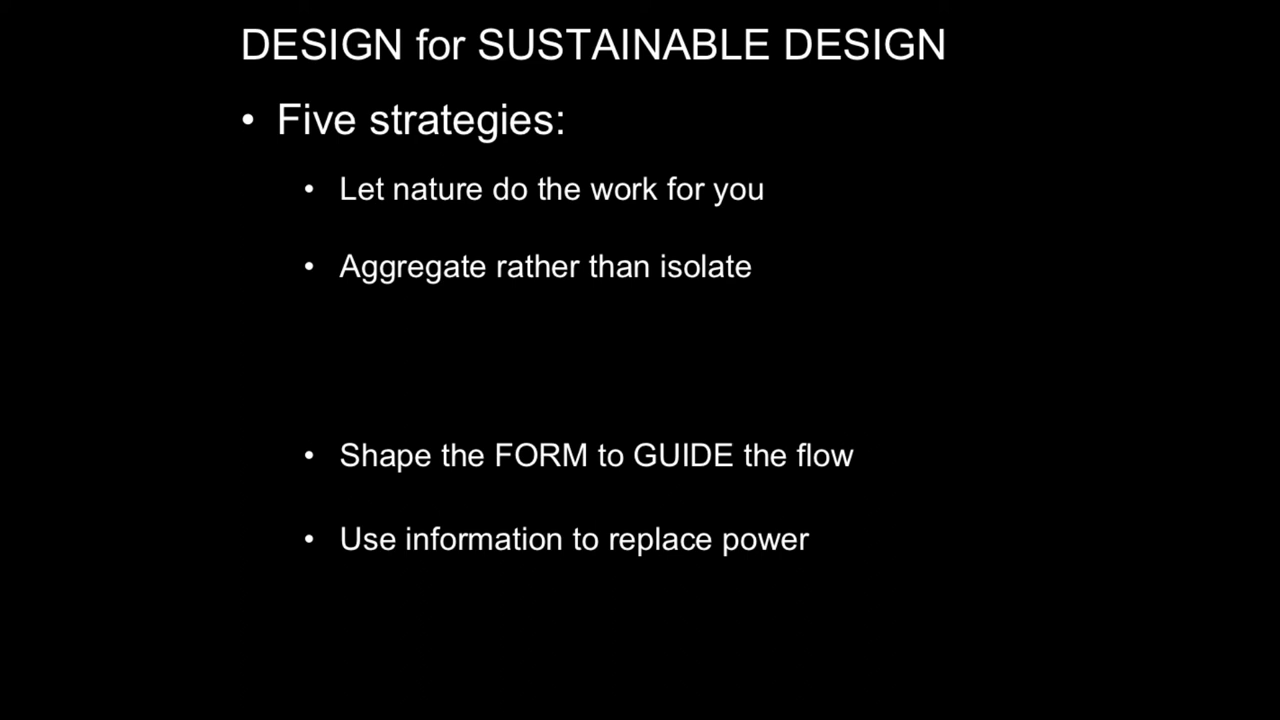 DESIGN for SUSTAINABLE DESIGN
• Five strategies:
• Let nature do the work for you
• Aggregate rather than isolate
• Shape the FORM to GUIDE the flow
• Use information to replace power